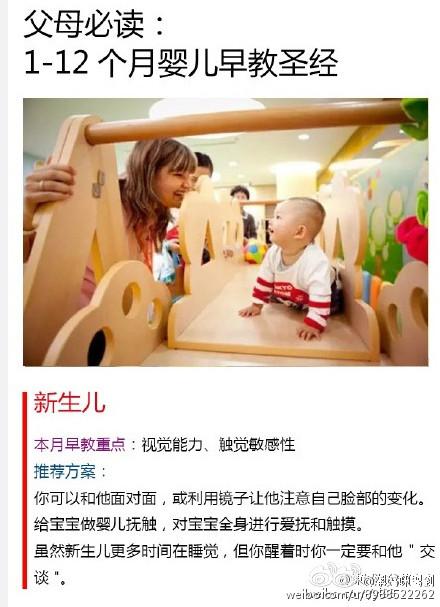 父母必读：
1-12 个月婴儿早教圣经
新生儿
本月早教重点：视觉能力、触觉敏感性
推荐方案：
你可以和他面对面，或利用镜子让他注意自己脸部的变化。
给宝宝做婴儿抚触，对宝宝全身进行爱抚和触摸。
虽然新生儿更多时间在睡觉，但你醒着时你一定要和他 " 交
谈 "。